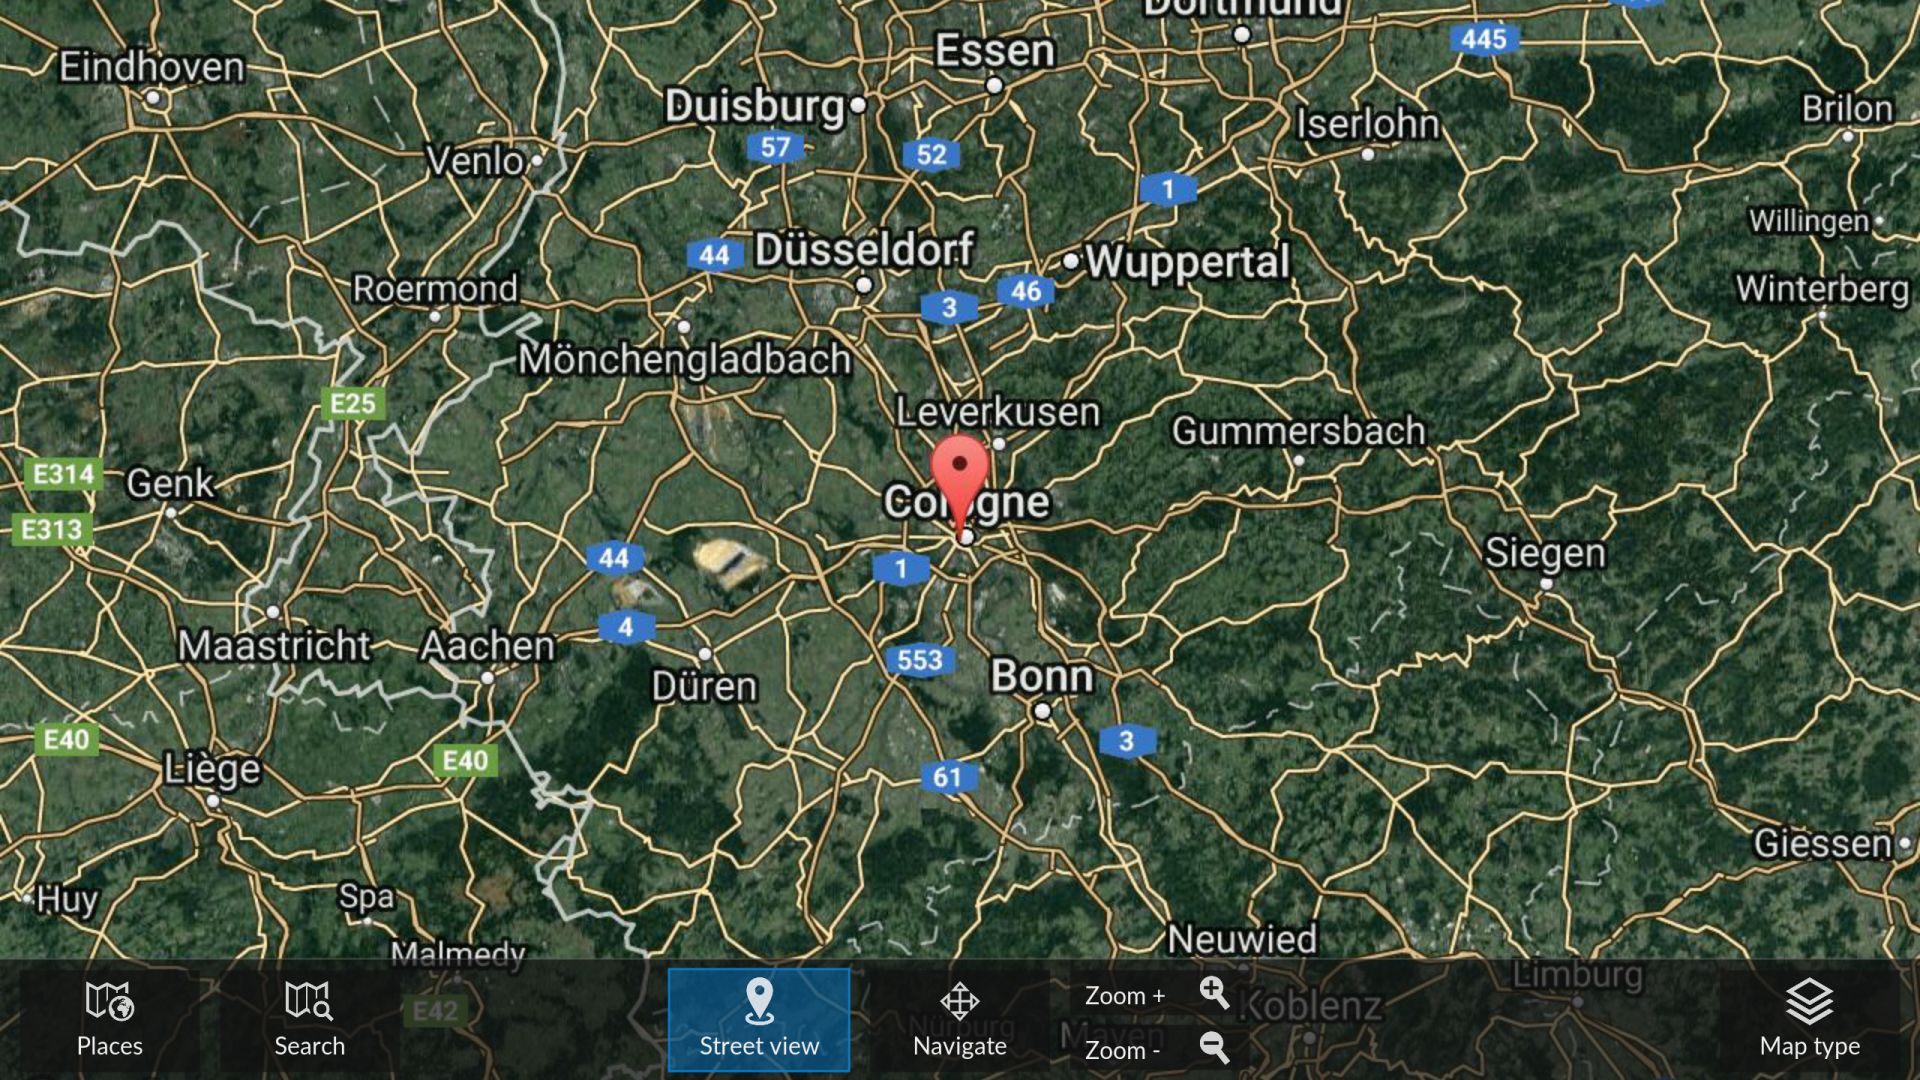 Dortmund
Essen
445
Eindhoven
Duisburg
Brilon
Iserlohn
57
52
Venlo
1
Willingen
44
Düsseldorf
Wuppertal
Roermond
46
3
Winterberg
Mönchengladbach
E25
Leverkusen
Gummersbach
E314
Genk
Cologne
E313
44
1
Siegen
4
Maastricht
Aachen
553
Düren
Bonn
E40
3
E40
Liège
61
Giessen
Huy
Spa
Neuwied
Malmedy
Limburg
E42
Koblenz
Nürburg
Mayen
Places
Search
Street view
Navigate
Zoom +
Zoom -
Map type